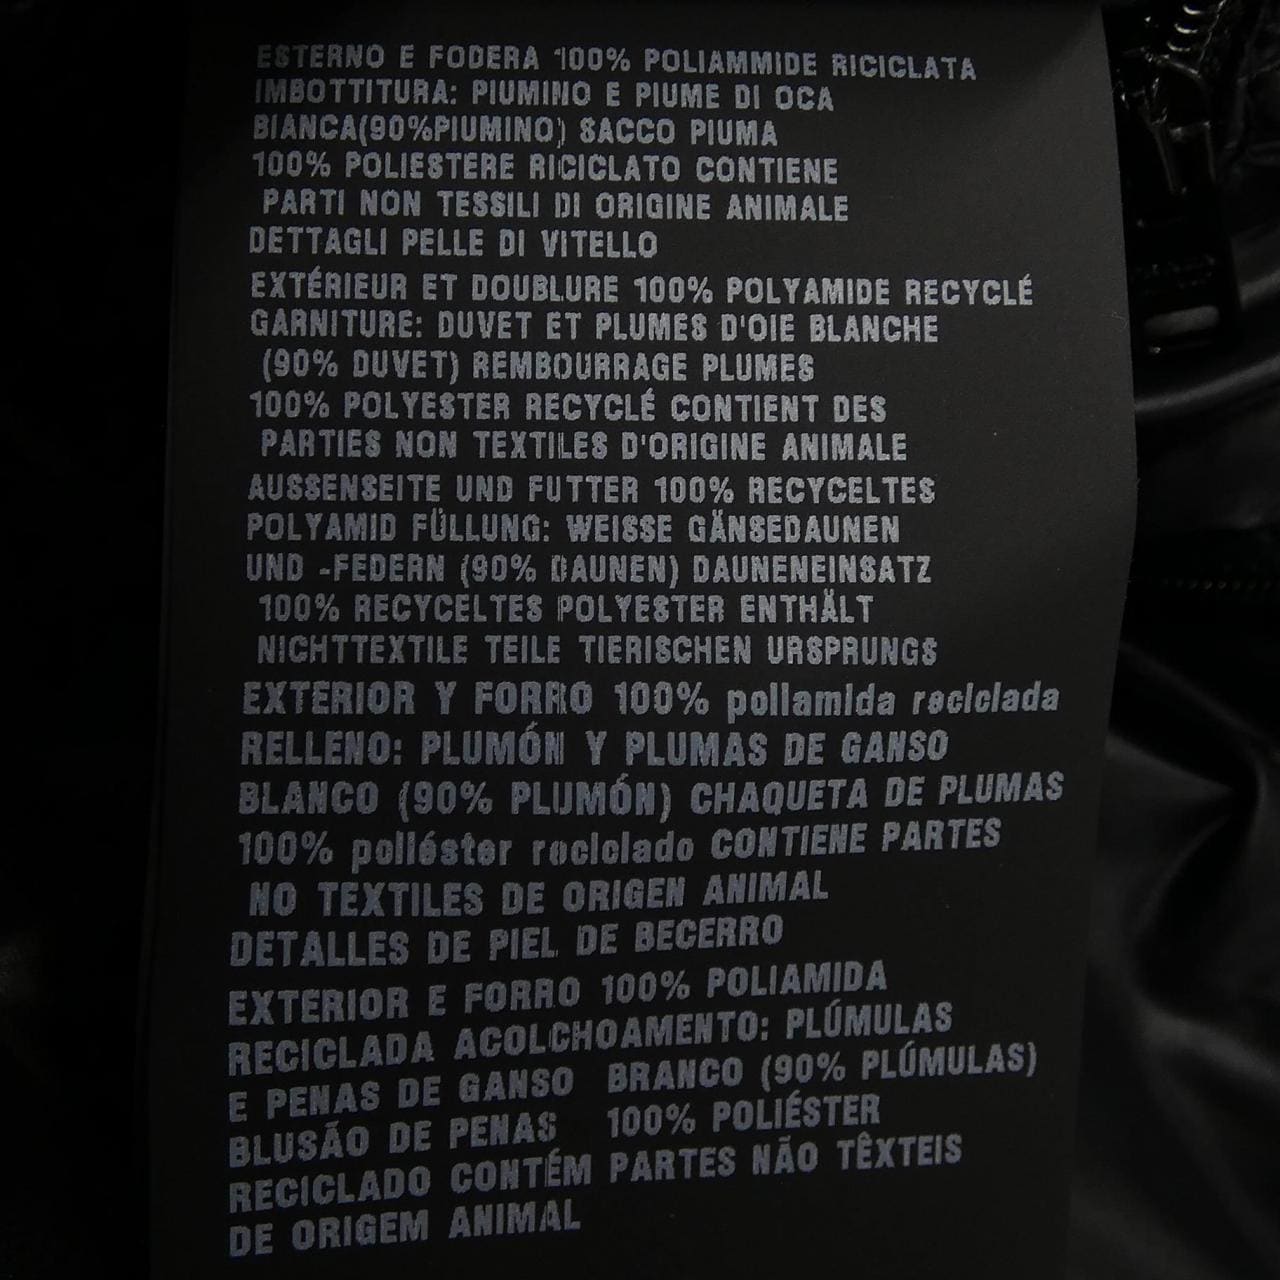 ESTERNO E FODERA 100% POLIAMMIDE RICICLATA
IMBOTTITURA: PIUMINO E PIUME DI OCA
BIANCA(90%PIUMINO) SACCO PIUMA
100% POLIESTERE RICICLATO CONTIENE
PARTI NON TESSILI DI ORIGINE ANIMALE
DETTAGLI PELLE DI VITELLO
EXTÉRIEUR ET DOUBLURE 100% POLYAMIDE RECYCLÉ
GARNITURE: DUVET ET PLUMES D'OIE BLANCHE
(90% DUVET) REMBOURRAGE PLUMES
100% POLYESTER RECYCLÉ CONTIENT DES
PARTIES NON TEXTILES D'ORIGINE ANIMALE
AUSSENSEITE UND FUTTER 100% RECYCELTES
POLYAMID FÜLLUNG: WEISSE GÄNSEDAUNEN
UND -FEDERN (90% DAUNEN) DAUNENEINSATZ
100% RECYCELTES POLYESTER ENTHÄLT
NICHTTEXTILE TEILE TIERISCHEN URSPRUNGS
EXTERIOR Y FORRO 100% poliamida reciclada
RELLENO: PLUMÓN Y PLUMAS DE GANSO
BLANCO (90% PLUMÓN) CHAQUETA DE PLUMAS
100% poliéster reciclado CONTIENE PARTES
NO TEXTILES DE ORIGEN ANIMAL
DETALLES DE PIEL DE BECERRO
EXTERIOR E FORRO 100% POLIAMIDA
RECICLADA ACOLCHOAMENTO: PLÚMULAS
E PENAS DE GANSO BRANCO (90% PLÚMULAS)
BLUSÃO DE PENAS 100% POLIÉSTER
RECICLADO CONTÉM PARTES NÃO TÊXTEIS
DE ORIGEM ANIMAL